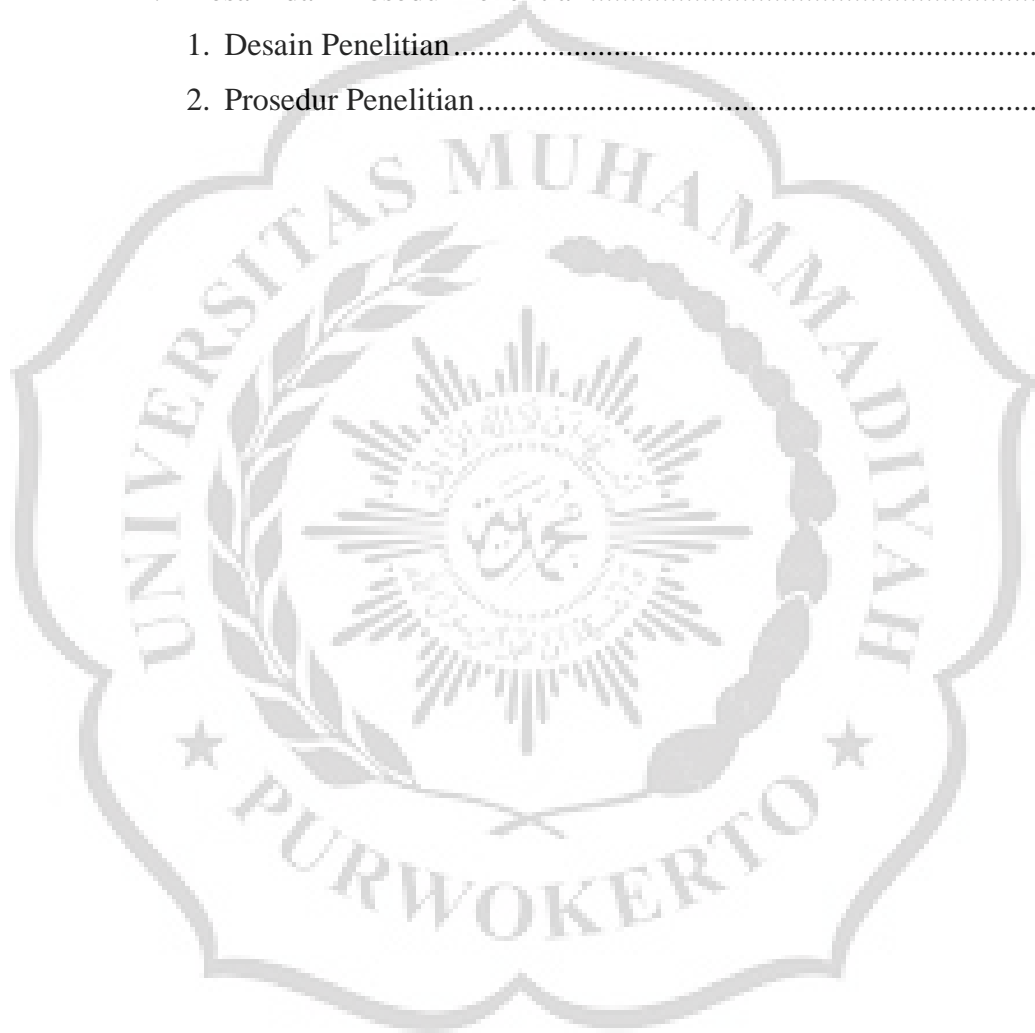 1. Desain Penelitian
2. Prosedur Penelitian
UNIVERSITAS MUHAMMADIYAH
PURWOKERTO